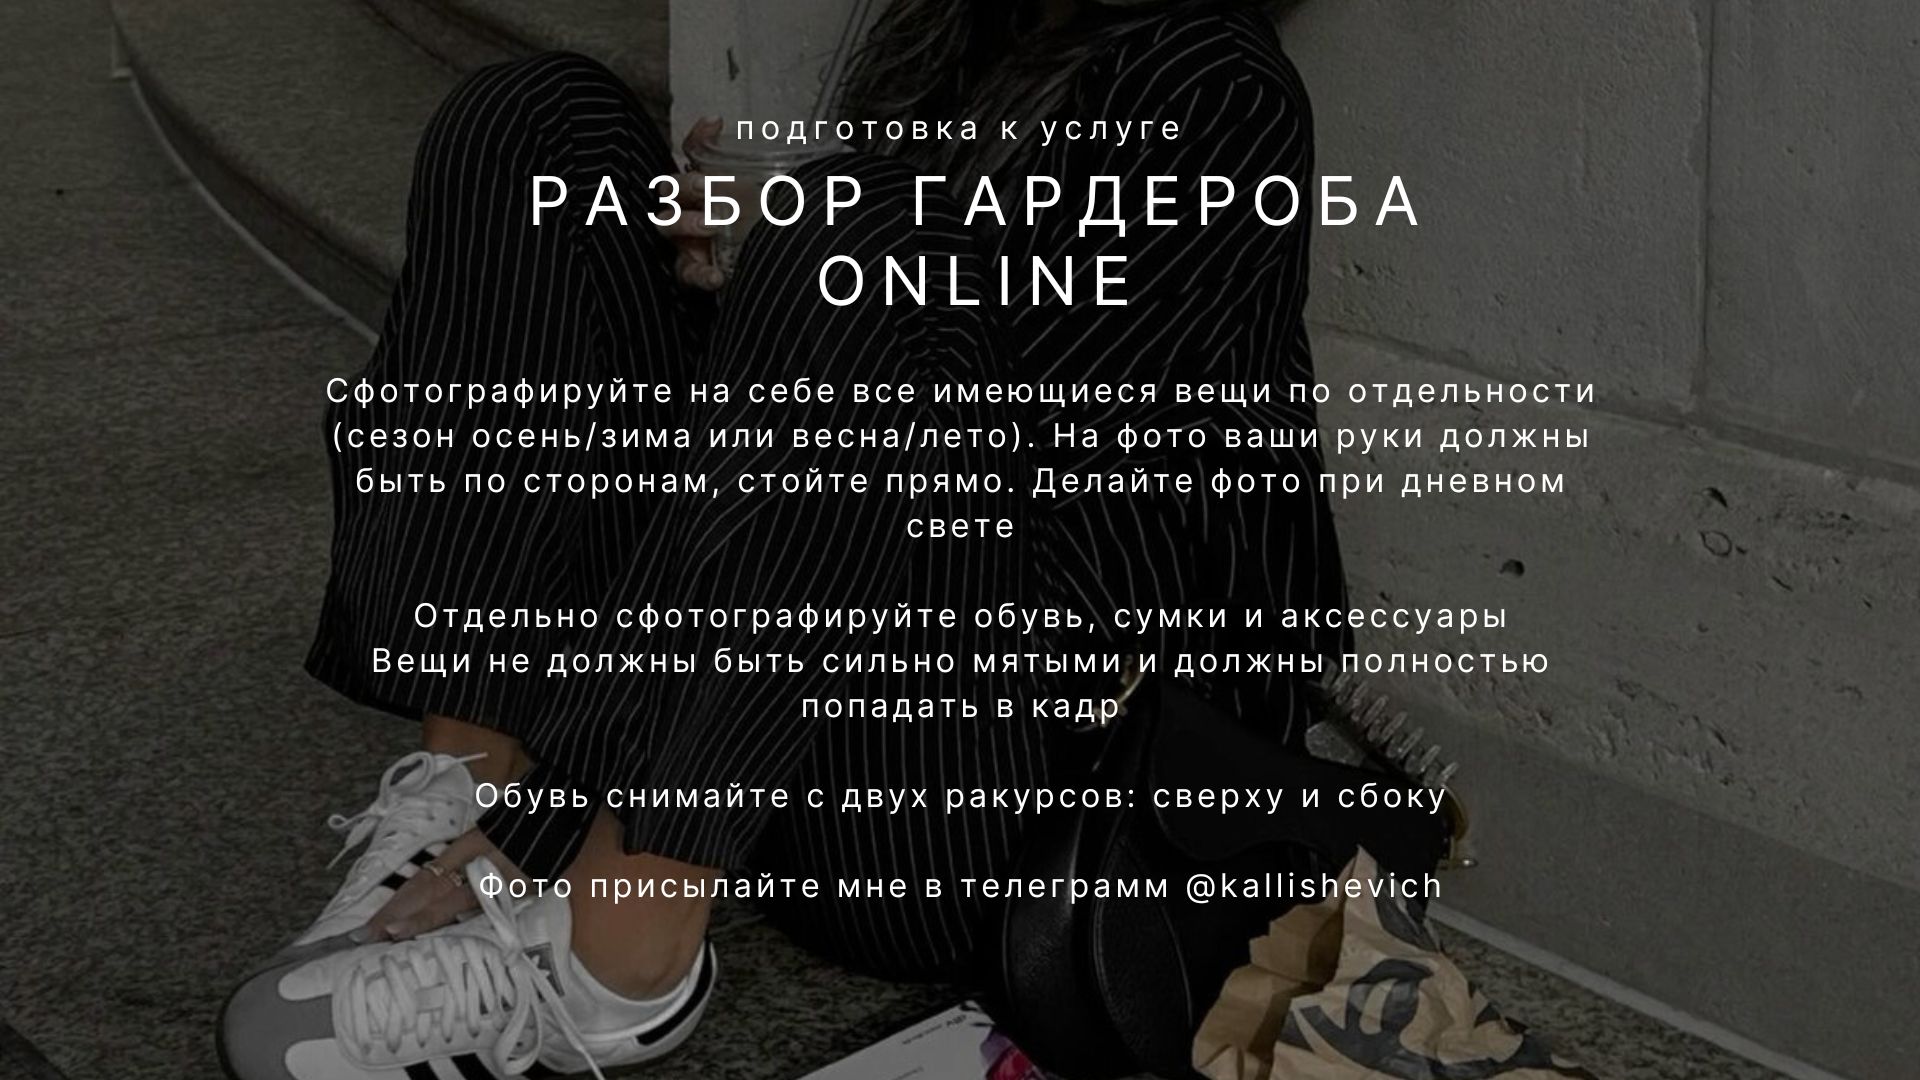 подготовка к услуге
РАЗБОР ГАРДЕРОБА
ONLINE
Сфотографируйте на себе все имеющиеся вещи по отдельности
(сезон осень/зима или весна/лето). На фото ваши руки должны
быть по сторонам, стойте прямо. Делайте фото при дневном
свете
Отдельно сфотографируйте обувь, сумки и аксессуары
Вещи не должны быть сильно мятыми и должны полностью
попадать в кадр
Обувь снимайте с двух ракурсов: сверху и сбоку
Фото присылайте мне в телеграмм @kallishevich